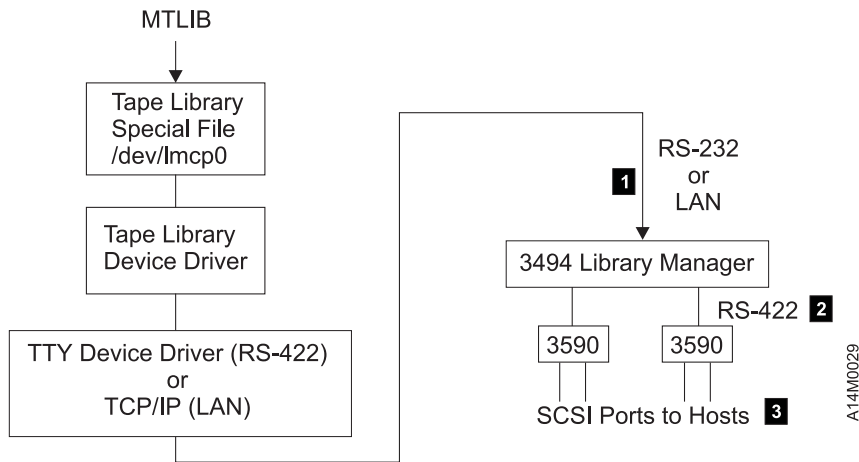 MTLIB
Tape Library
Special File
/dev/lmcp0
Tape Library
Device Driver
TTY Device Driver (RS-422)
or
TCP/IP (LAN)
1
RS-232
or
LAN
3494 Library Manager
RS-422 2
3590
3590
SCSI Ports to Hosts 3
A14M0029